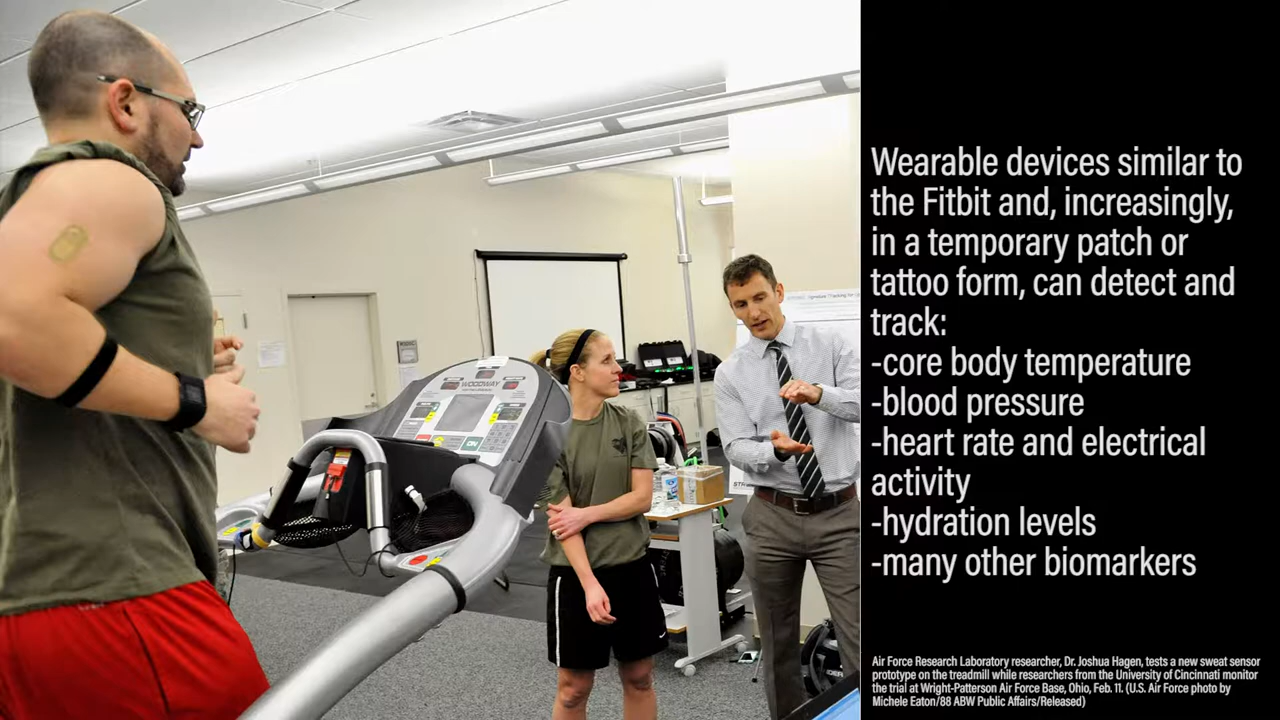 Wearable devices similar to
the Fitbit and, increasingly,
in a temporary patch or
tattoo form, can detect and
track:
-core body temperature
-blood pressure
-heart rate and electrical
activity
-hydration levels
-many other biomarkers
Air Force Research Laboratory researcher, Dr. Joshua Hagen, tests a new sweat sensor
prototype on the treadmill while researchers from the University of Cincinnati monitor
the trial at Wright-Patterson Air Force Base, Ohio, Feb. 11. (U.S. Air Force photo by
Michele Eaton/88 ABW Public Affairs/Released)
WOODWAY
ON